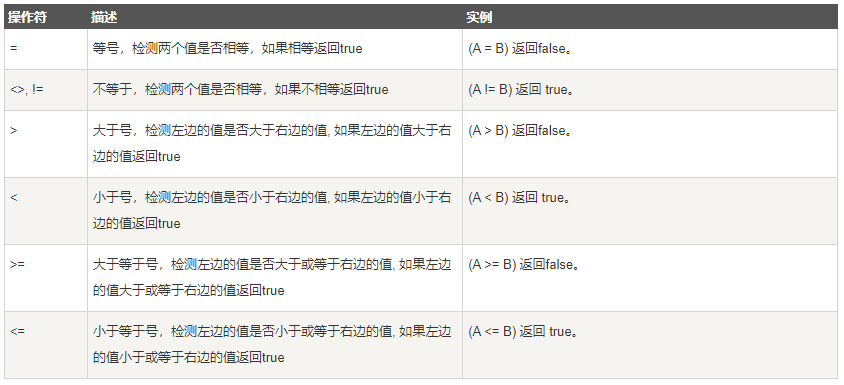 操作符 描述 实例
= 等号，检测两个值是否相等，如果相等返回true (A = B) 返回false。
<>, != 不等于，检测两个值是否相等，如果不相等返回true (A != B) 返回 true。
> 大于号，检测左边的值是否大于右边的值, 如果左边的值大于右 (A > B) 返回false。
边的值返回true
< 小于号，检测左边的值是否小于右边的值, 如果左边的值小于右 (A < B) 返回 true。
边的值返回true
>= 大于等于号，检测左边的值是否大于或等于右边的值, 如果左边 (A >= B) 返回false。
的值大于或等于右边的值返回true
<= 小于等于号，检测左边的值是否小于或等于右边的值, 如果左边 (A <= B) 返回 true。
的值小于或等于右边的值返回true